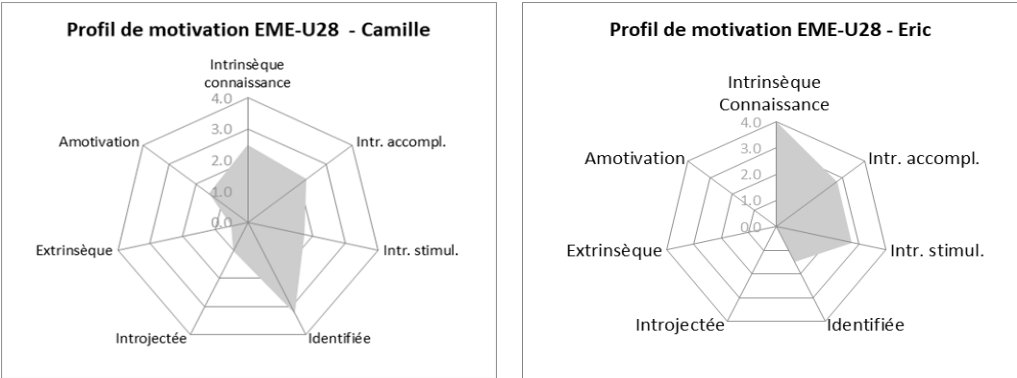 Profil de motivation EME-U28 - Camille
Intrinsèque
connaissance
4.0
3.0
2.0
1.0
0.0
Intr. accompl.
Intr. stimul.
Identifiée
Introjectée
Extrinsèque
Amotivation
Profil de motivation EME-U28 - Eric
Intrinsèque
Connaissance
4.0
3.0
2.0
1.0
0.0
Intr. accompl.
Intr. stimul.
Identifiée
Introjectée
Extrinsèque
Amotivation